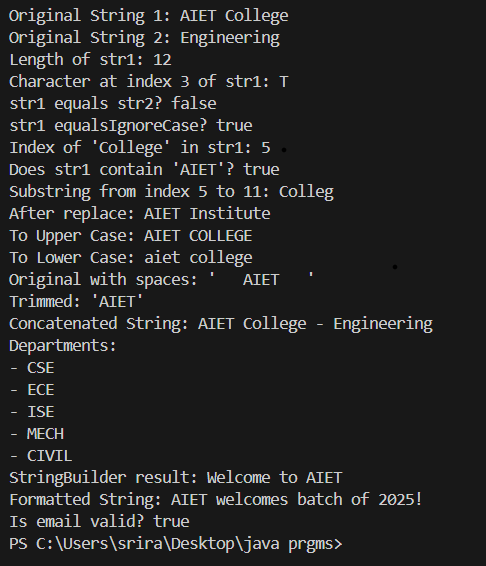 Original String 1: AIET College
Original String 2: Engineering
Length of str1: 12
Character at index 3 of str1: T
str1 equals str2? false
str1 equalsIgnoreCase? true
Index of 'College' in str1: 5
Does str1 contain 'AIET'? true
Substring from index 5 to 11: Colleg
After replace: AIET Institute
To Upper Case: AIET COLLEGE
To Lower Case: aiet college
Original with spaces: '   AIET   '
Trimmed: 'AIET'
Concatenated String: AIET College - Engineering
Departments:
- CSE
- ECE
- ISE
- MECH
- CIVIL
StringBuilder result: Welcome to AIET
Formatted String: AIET welcomes batch of 2025!
Is email valid? true
PS C:\Users\srira\Desktop\java prgms>